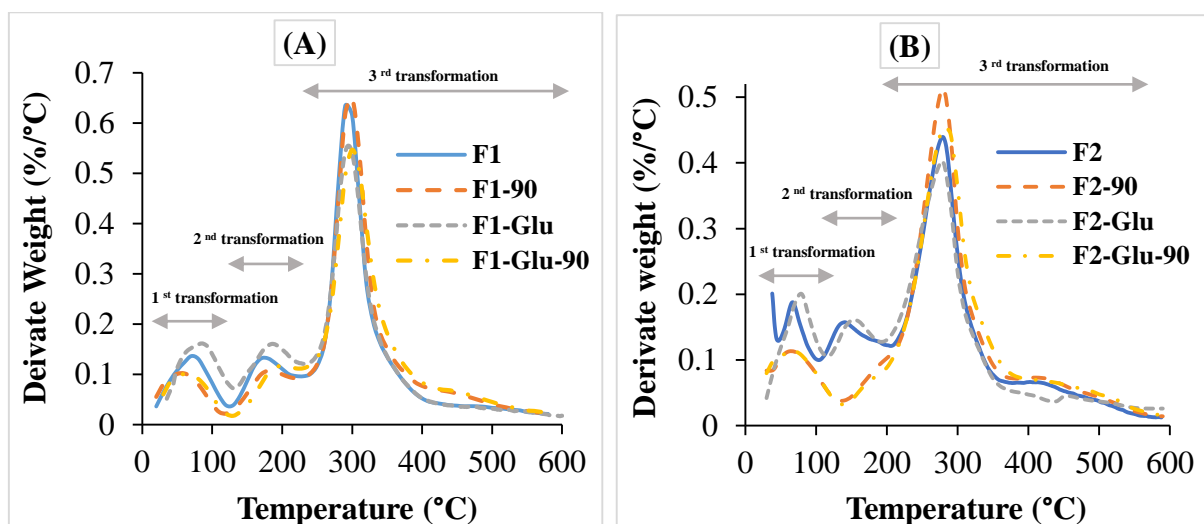 (A)
Deivate Weight (%/°C)
0.7
0.6
0.5
0.4
0.3
0.2
0.1
0
3 rd transformation
2 nd transformation
1 st transformation
F1
F1-90
F1-Glu
F1-Glu-90
0 100 200 300 400 500 600
Temperature (°C)
(B)
Derivate weight (%/°C)
0.5
0.4
0.3
0.2
0.1
0
3 rd transformation
2 nd transformation
1 st transformation
F2
F2-90
F2-Glu
F2-Glu-90
0 100 200 300 400 500 600
Temperature (°C)